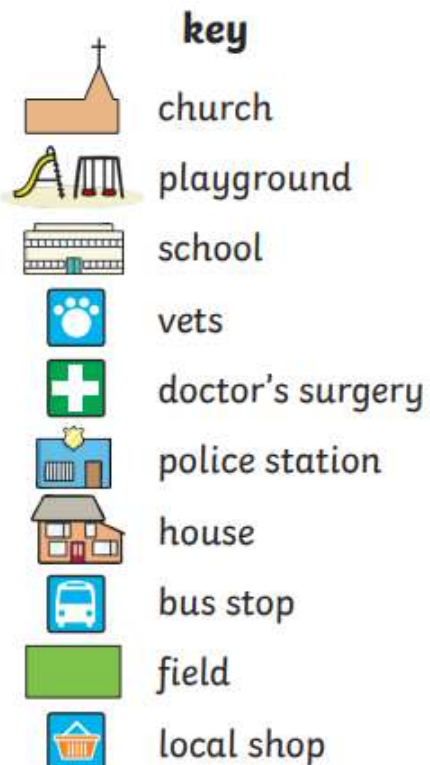 key
church
playground
school
vets
doctor's surgery
police station
house
bus stop
field
local shop